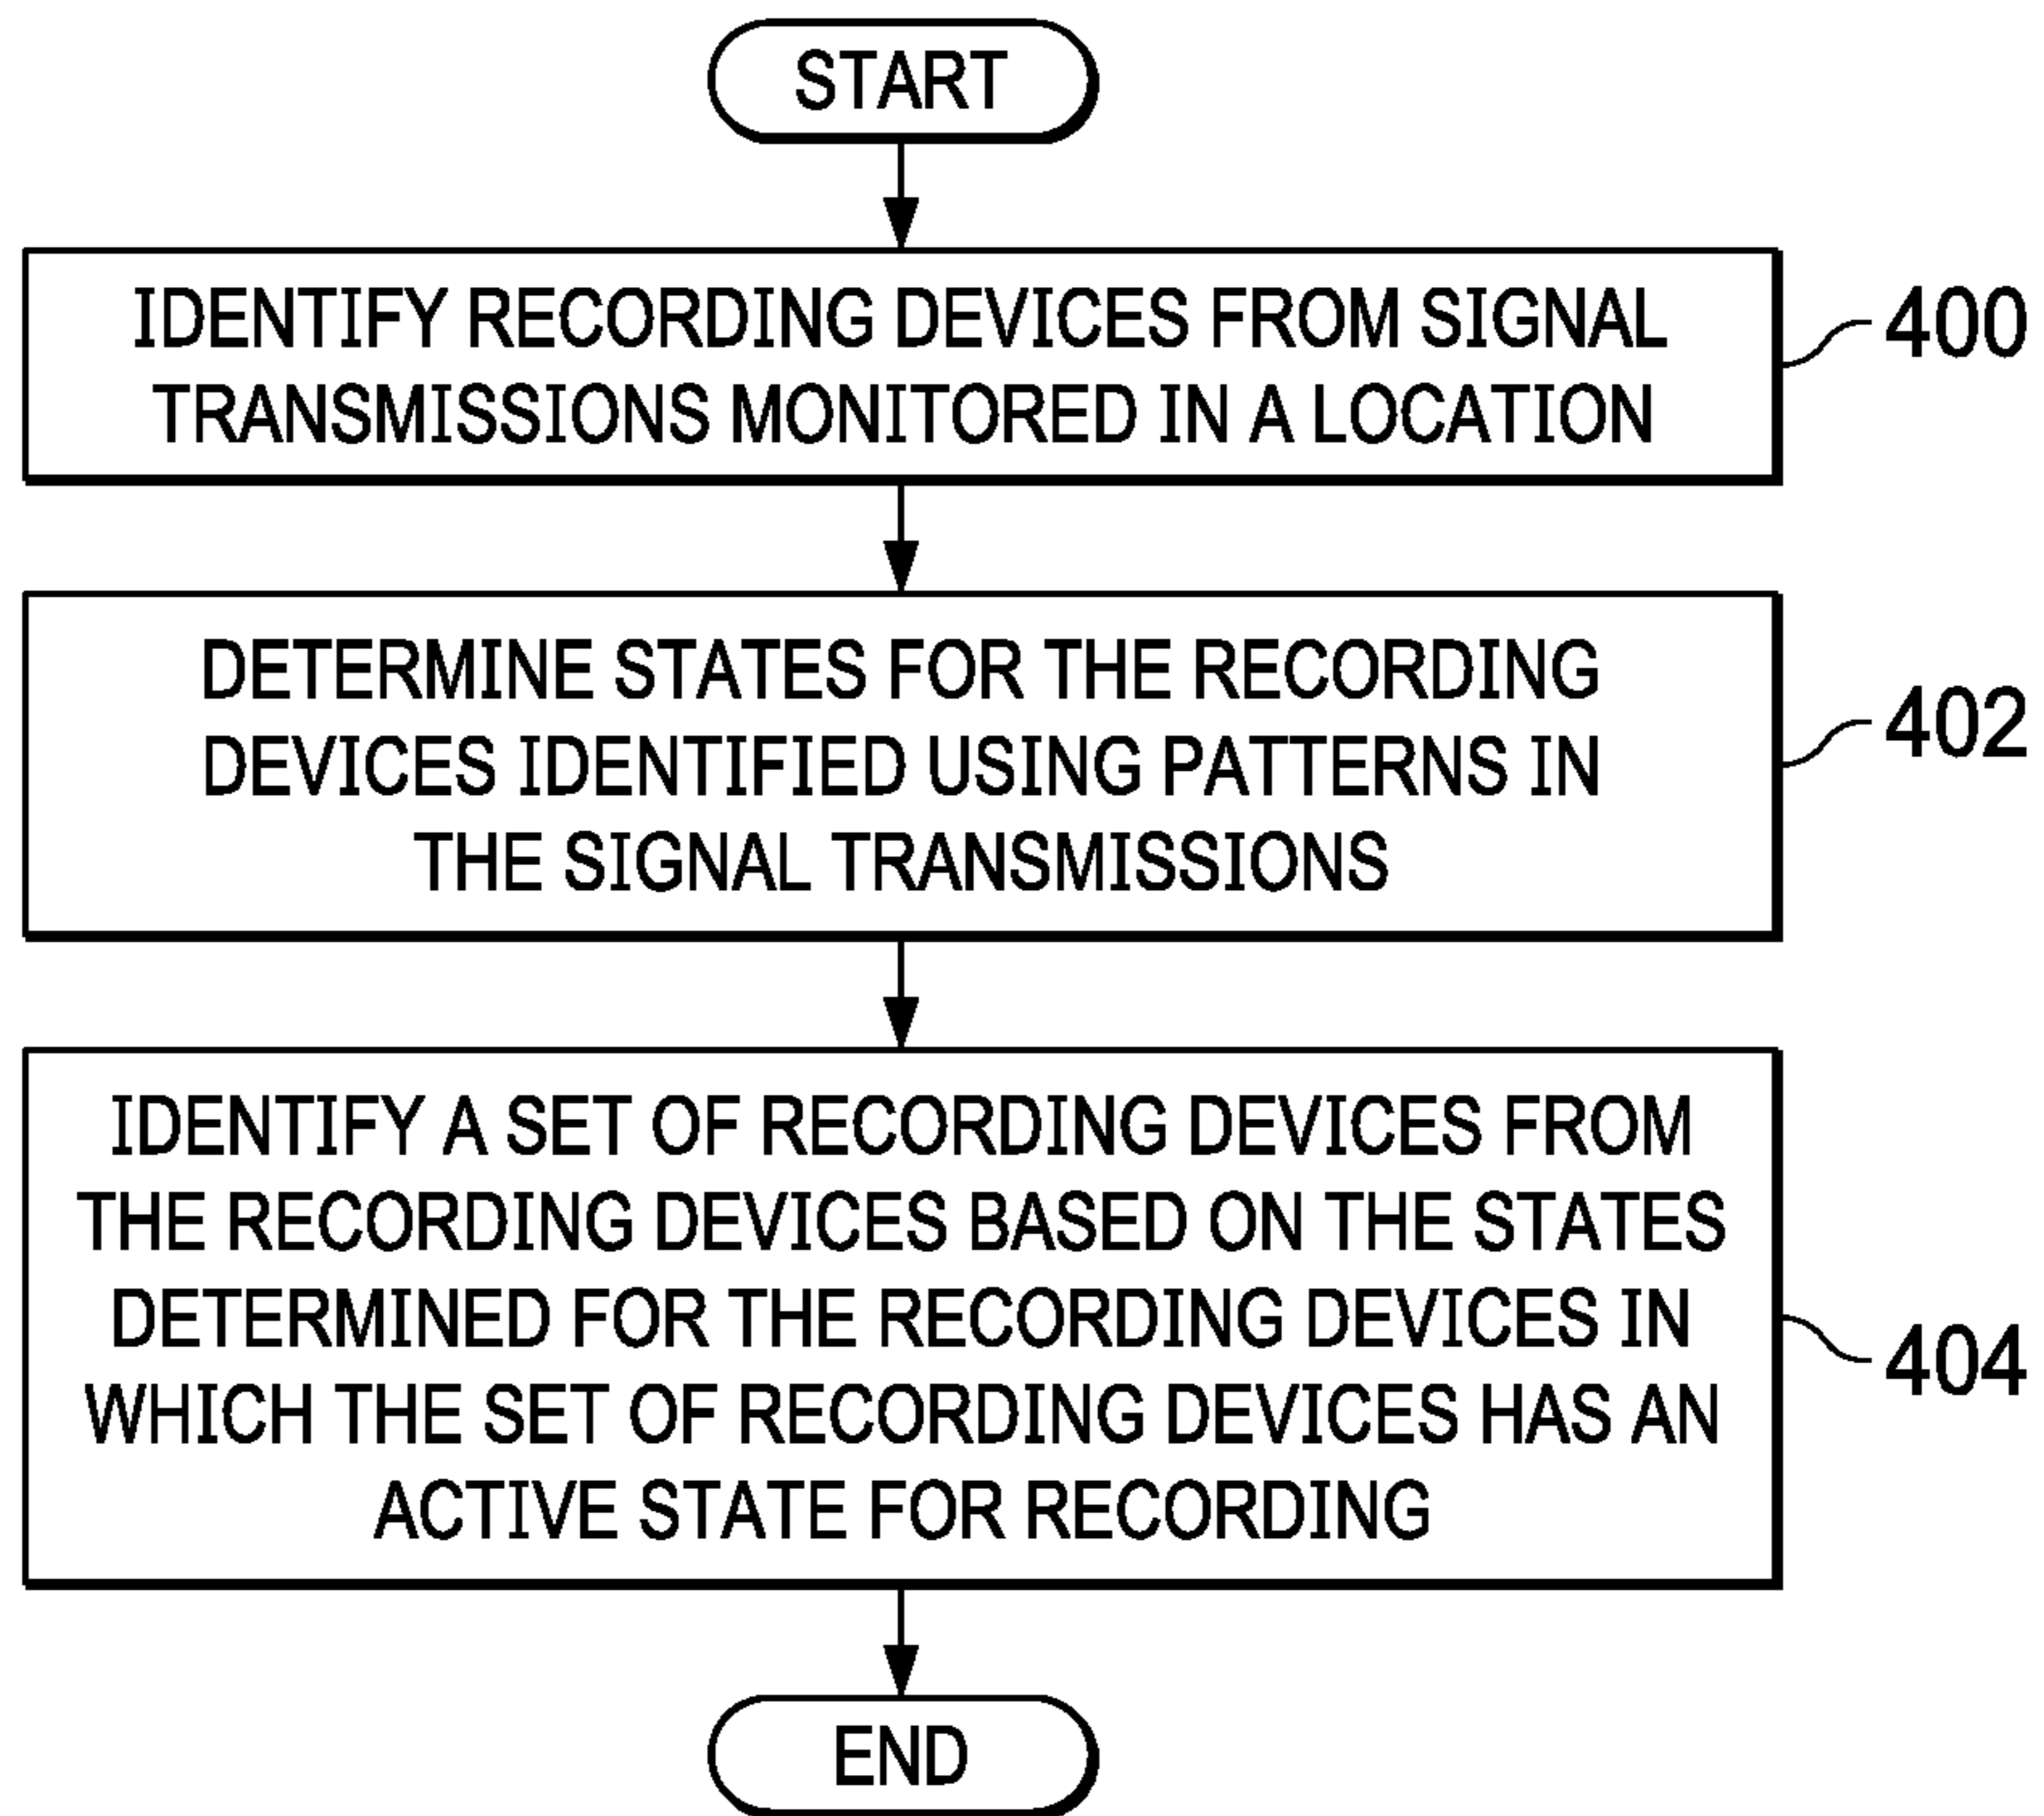 START
IDENTIFY RECORDING DEVICES FROM SIGNAL
TRANSMISSIONS MONITORED IN A LOCATION
400
DETERMINE STATES FOR THE RECORDING
DEVICES IDENTIFIED USING PATTERNS IN
THE SIGNAL TRANSMISSIONS
402
IDENTIFY A SET OF RECORDING DEVICES FROM
THE RECORDING DEVICES BASED ON THE STATES
DETERMINED FOR THE RECORDING DEVICES IN
WHICH THE SET OF RECORDING DEVICES HAS AN
ACTIVE STATE FOR RECORDING
404
END